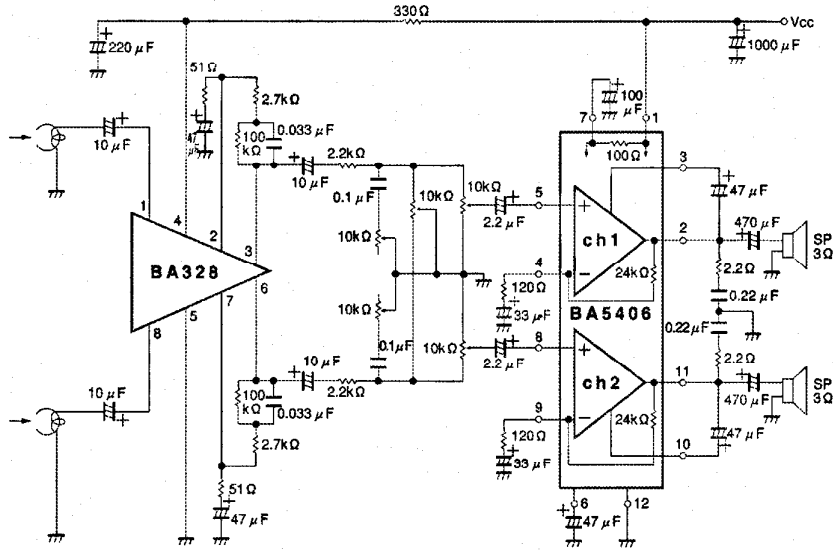 330Ω
Vcc
220 μF
1000 μF
51Ω
2.7kΩ
47 μF
100 kΩ
0.033 μF
10 μF
10 μF
2.2kΩ
100 μF
7
1
100Ω
3
47 μF
1
4
2
3
0.1 μF
10kΩ
10kΩ
2.2 μF
5
+
ch1
2
470 μF
SP
3Ω
BA328
10kΩ
4
−
24kΩ
2.2Ω
120Ω
33 μF
BA5406
0.22 μF
0.22μF
6
7
5
8
10kΩ
0.1μF
10kΩ
2.2 μF
8
+
ch2
11
2.2Ω
470 μF
SP
3Ω
10 μF
10 μF
2.2kΩ
100 kΩ
0.033 μF
2.7kΩ
9
−
24kΩ
120Ω
33 μF
10
47 μF
51Ω
47 μF
6
12
47 μF